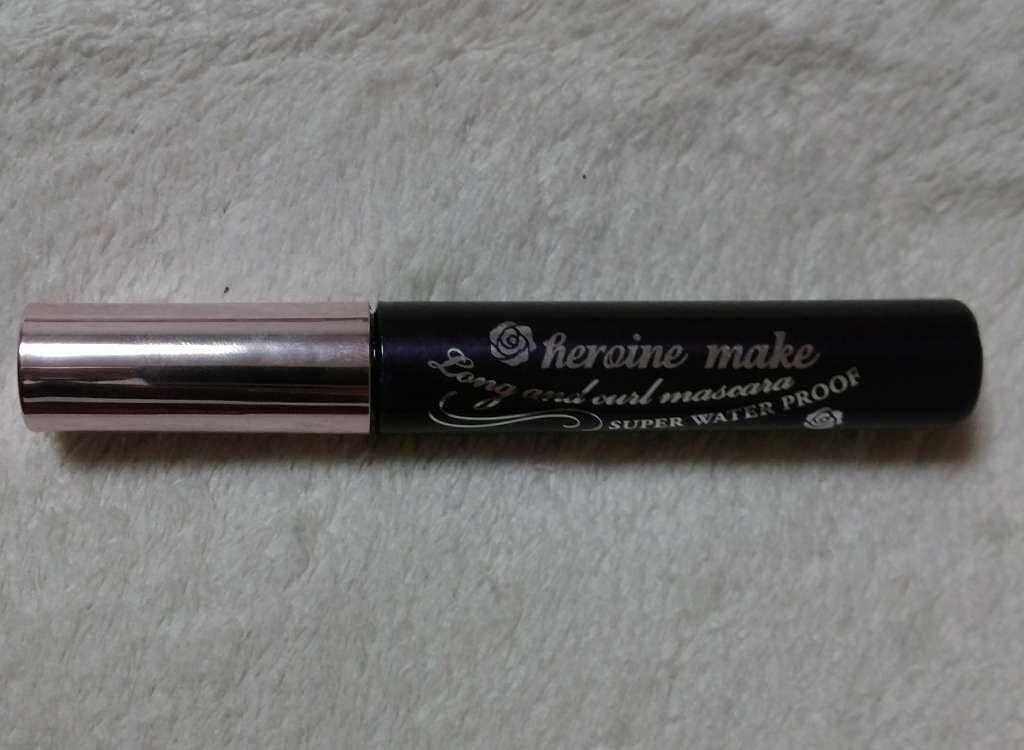 heroine make
Long and curl mascara
SUPER WATER PROOF